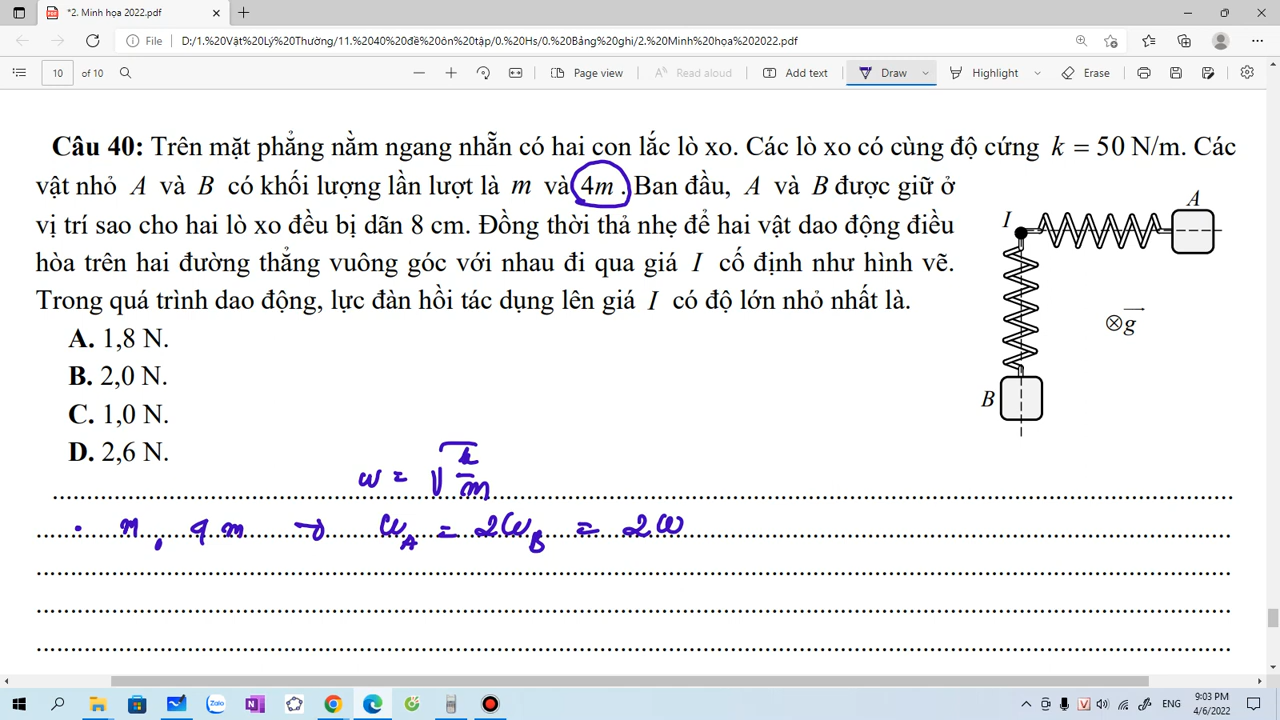 *2. Minh họa 2022.pdf
File D:/1.%20Vật%20Lý%20Thường/11.%2040%20đề%20ôn%20tập/0.%20Hs/0.%20Bảng%20ghi/2.%20Minh%20họa%202022.pdf
10 of 10 Page view Read aloud Add text Draw Highlight Erase
Câu 40: Trên mặt phẳng nằm ngang nhẵn có hai con lắc lò xo. Các lò xo có cùng độ cứng k = 50 N/m. Các
vật nhỏ A và B có khối lượng lần lượt là m và 4m . Ban đầu, A và B được giữ ở
vị trí sao cho hai lò xo đều bị dãn 8 cm. Đồng thời thả nhẹ để hai vật dao động điều
hòa trên hai đường thẳng vuông góc với nhau đi qua giá I cố định như hình vẽ.
Trong quá trình dao động, lực đàn hồi tác dụng lên giá I có độ lớn nhỏ nhất là.
I A
⊗g
B
A. 1,8 N.
B. 2,0 N.
C. 1,0 N.
D. 2,6 N.
ω = √k/m
: m , 4m → ω_A = 2ω_B = 2ω
Zalo
ENG
9:03 PM
4/6/2022